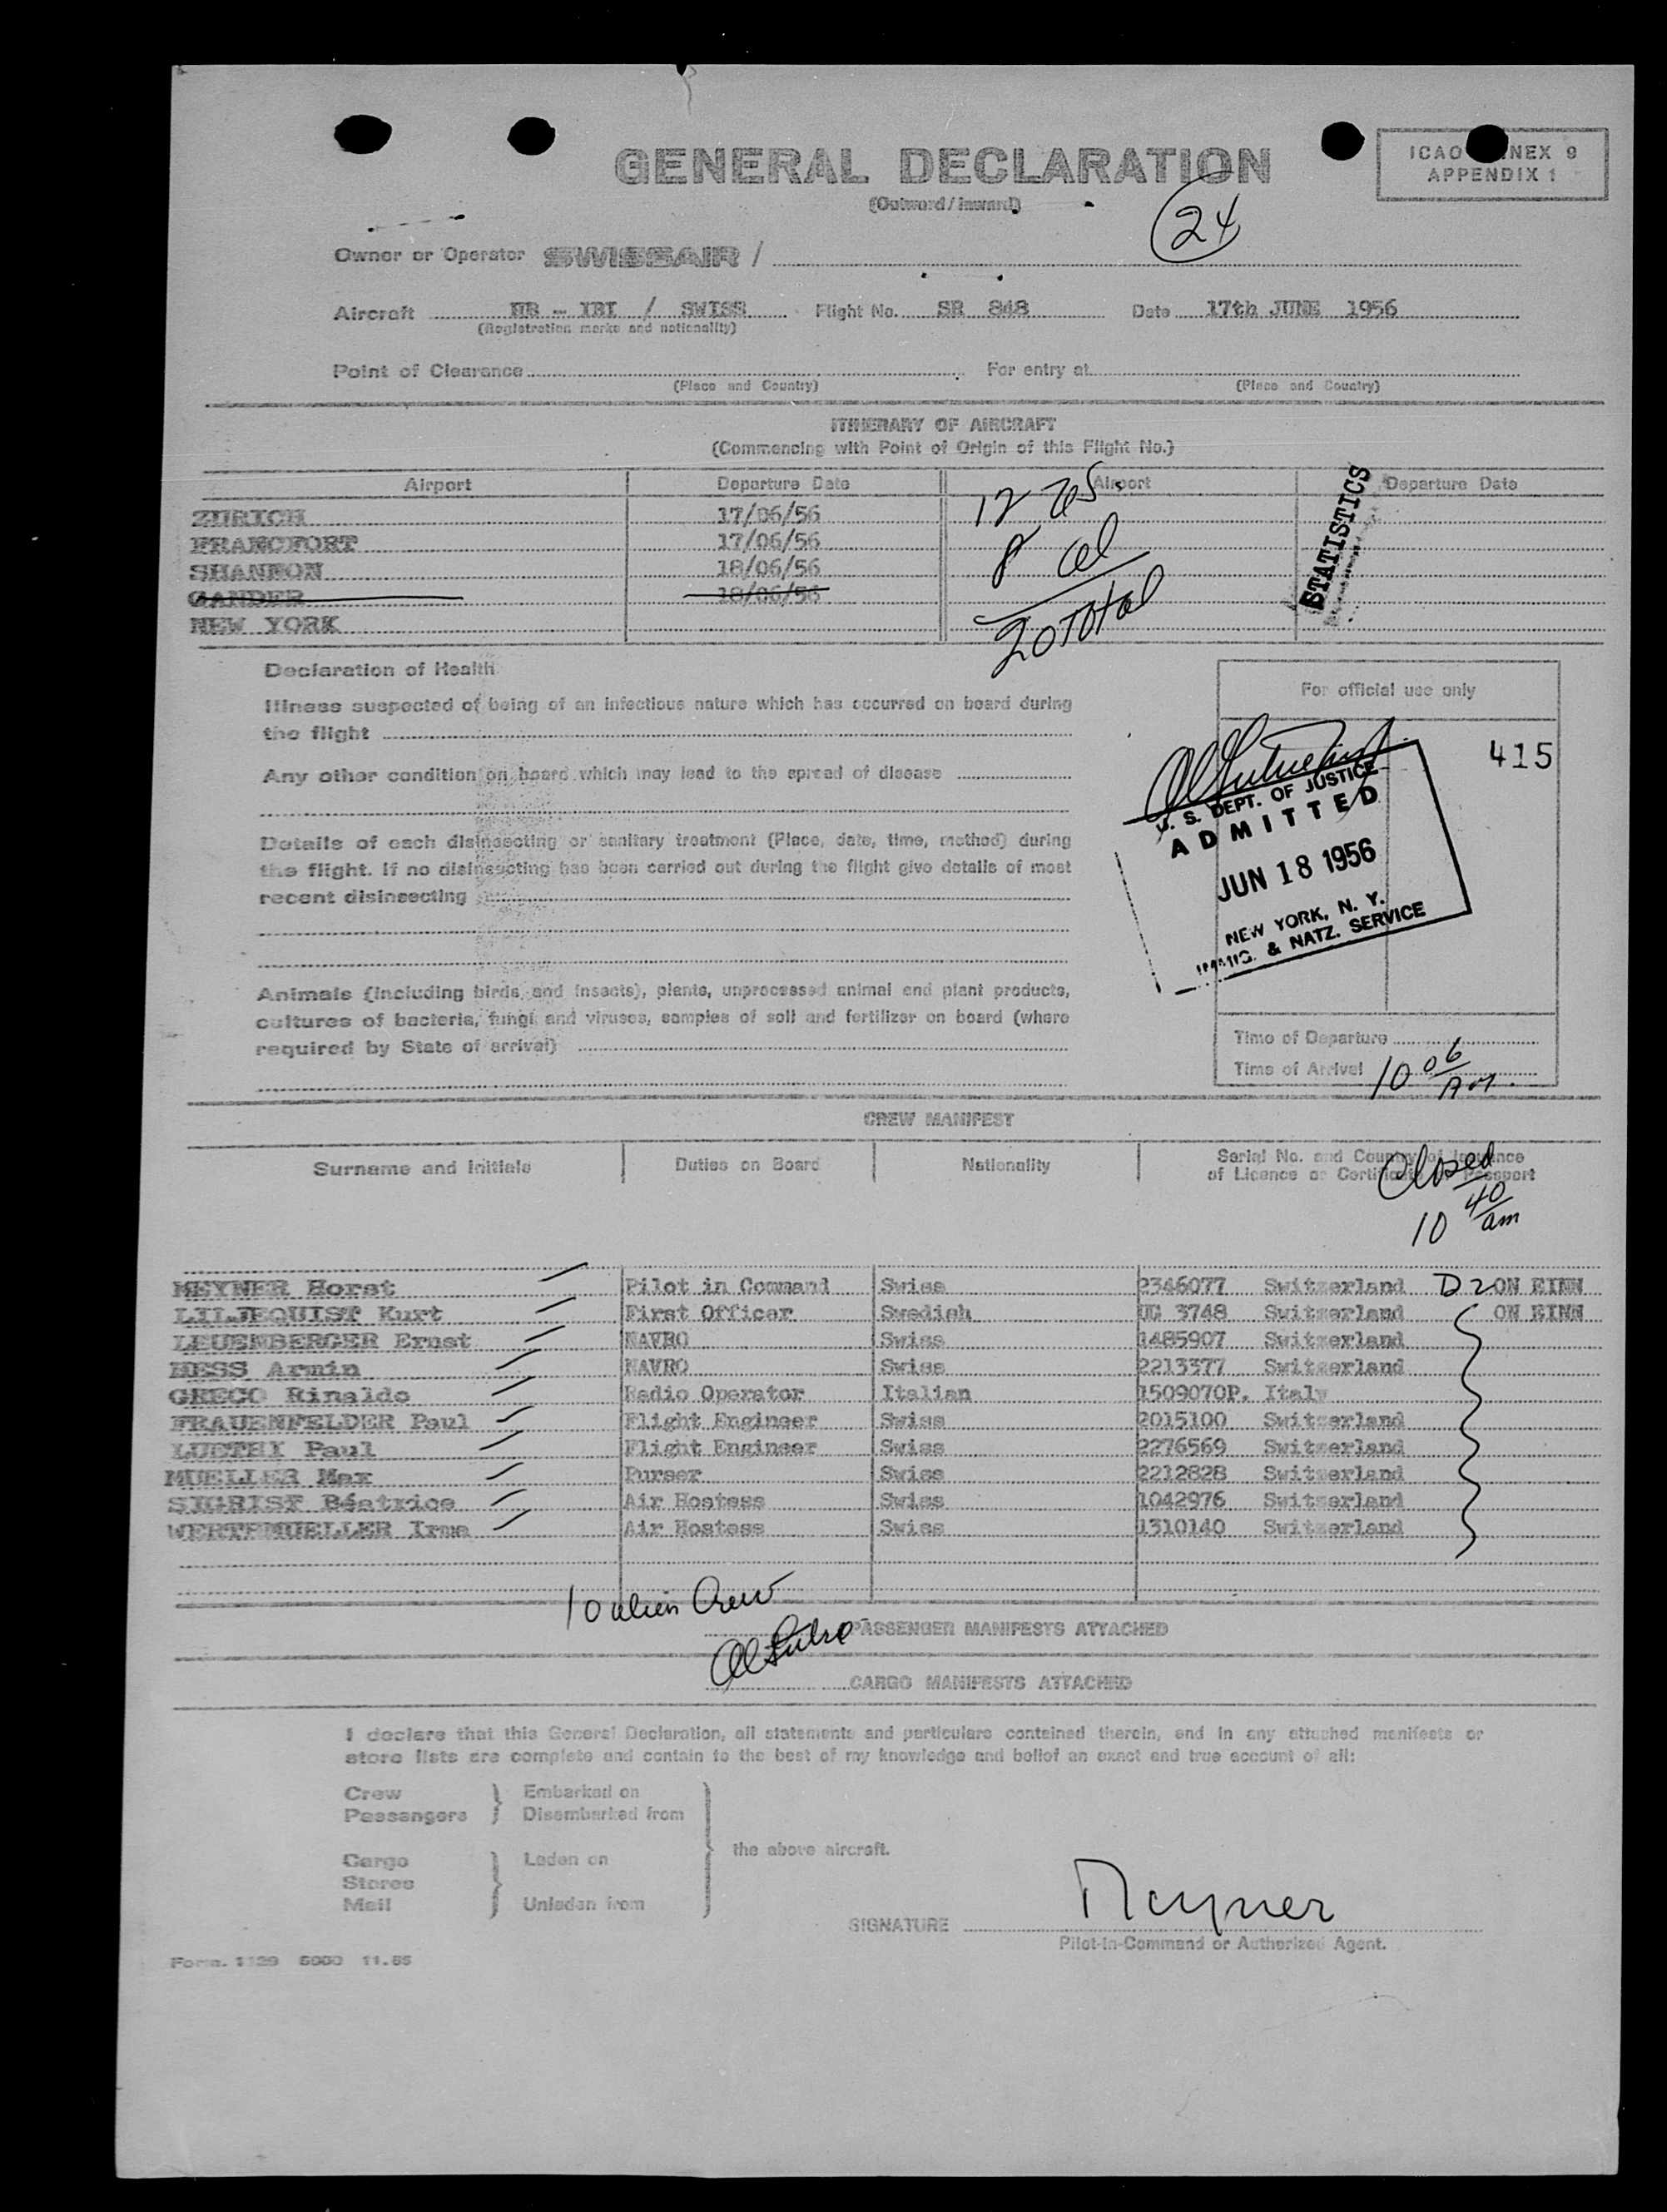 GENERAL DECLARATION
(Outward/Inward)
ICAO ANNEX 9
APPENDIX 1
24
Owner or Operator SWISSAIR /
Aircraft HB - IBI / SWISS Flight No. SR 848 Date 17th JUNE 1956
(Registration marks and nationality)
Point of Clearance For entry at
(Place and Country) (Place and Country)
ITINERARY OF AIRCRAFT
(Commencing with Point of Origin of this Flight No.)
Airport Departure Date Airport Departure Date
ZURICH 17/06/56
FRANCFORT 17/06/56
SHANNON 18/06/56
GANDER 18/06/56
NEW YORK
12
8
20 Total
STATISTICS
Declaration of Health
Illness suspected of being of an infectious nature which has occurred on board during
the flight
Any other condition on board which may lead to the spread of disease
Details of each disinsecting or sanitary treatment (Place, date, time, method) during
the flight. If no disinsecting has been carried out during the flight give details of most
recent disinsecting
Animals (including birds and insects), plants, unprocessed animal and plant products,
cultures of bacteria, fungi and viruses, samples of soil and fertilizer on board (where
required by State of arrival)
For official use only
415
U. S. DEPT. OF JUSTICE
ADMITTED
JUN 18 1956
NEW YORK, N. Y.
IMMIG. & NATZ. SERVICE
Time of Departure
Time of Arrival 10 06 AM.
CREW MANIFEST
Surname and Initials Duties on Board Nationality Serial No. and Country of Issuance
of Licence or Certificate or Passport
Closed
10 40 am
MEYNER Horst Pilot in Command Swiss 2346077 Switzerland D2 ON EINN
LILJEQUIST Kurt First Officer Swedish UG 3748 Switzerland ON EINN
LEUENBERGER Ernst NAVRO Swiss 1485907 Switzerland
HESS Armin NAVRO Swiss 2213377 Switzerland
GRECO Rinaldo Radio Operator Italian 1509070P. Italy
FRAUENFELDER Paul Flight Engineer Swiss 2015100 Switzerland
LUETHI Paul Flight Engineer Swiss 2276569 Switzerland
MUELLER Max Purser Swiss 2212828 Switzerland
SIGRIST Béatrice Air Hostess Swiss 1042976 Switzerland
WERTHMUELLER Irma Air Hostess Swiss 1310140 Switzerland
10 alien Crew
PASSENGER MANIFESTS ATTACHED
CARGO MANIFESTS ATTACHED
I declare that this General Declaration, all statements and particulars contained therein, and in any attached manifests or
store lists are complete and contain to the best of my knowledge and belief an exact and true account of all:
Crew Embarked on
Passengers Disembarked from
the above aircraft.
Cargo Laden on
Stores
Mail Unladen from
SIGNATURE Meyner
Pilot-in-Command or Authorized Agent.
Form. 1129 5000 11.55